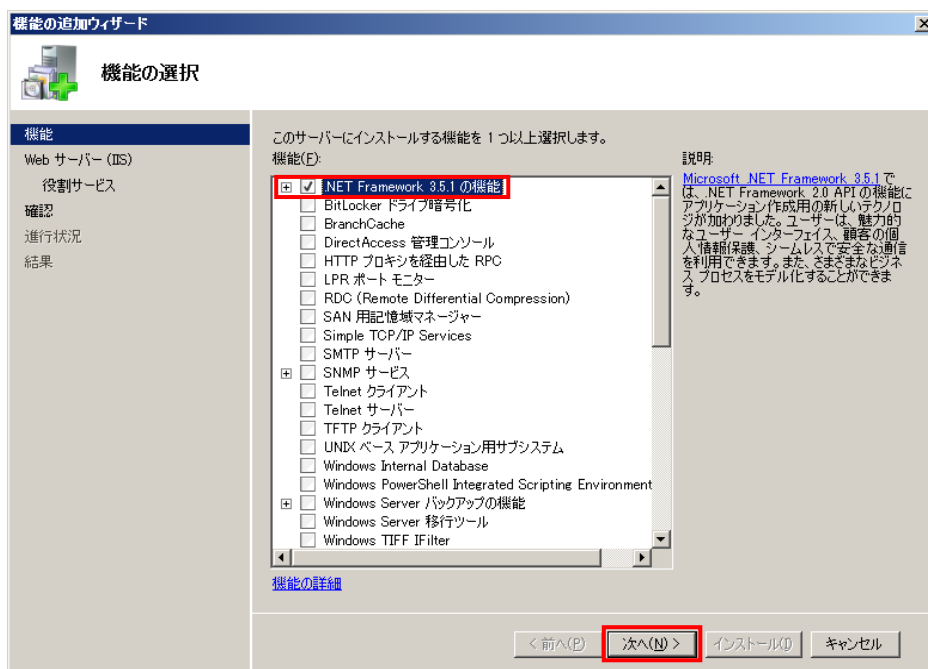 機能の追加ウィザード
機能の選択
機能
Web サーバー (IIS)
役割サービス
確認
進行状況
結果
このサーバーにインストールする機能を 1 つ以上選択します。
機能(F):
.NET Framework 3.5.1 の機能
BitLocker ドライブ暗号化
BranchCache
DirectAccess 管理コンソール
HTTP プロキシを経由した RPC
LPR ポート モニター
RDC (Remote Differential Compression)
SAN 用記憶域マネージャー
Simple TCP/IP Services
SMTP サーバー
SNMP サービス
Telnet クライアント
Telnet サーバー
TFTP クライアント
UNIX ベース アプリケーション用サブシステム
Windows Internal Database
Windows PowerShell Integrated Scripting Environment
Windows Server バックアップの機能
Windows Server 移行ツール
Windows TIFF IFilter
機能の詳細
説明:
Microsoft .NET Framework 3.5.1 で
は、.NET Framework 2.0 API の機能に
アプリケーション作成用の新しいテクノロ
ジが加わりました。ユーザーは、魅力的
なユーザー インターフェイス、顧客の個
人情報保護、シームレスで安全な通信
を利用できます。また、さまざまなビジネ
ス プロセスをモデル化することができま
す。
< 前へ(P)
次へ(N) >
インストール(I)
キャンセル